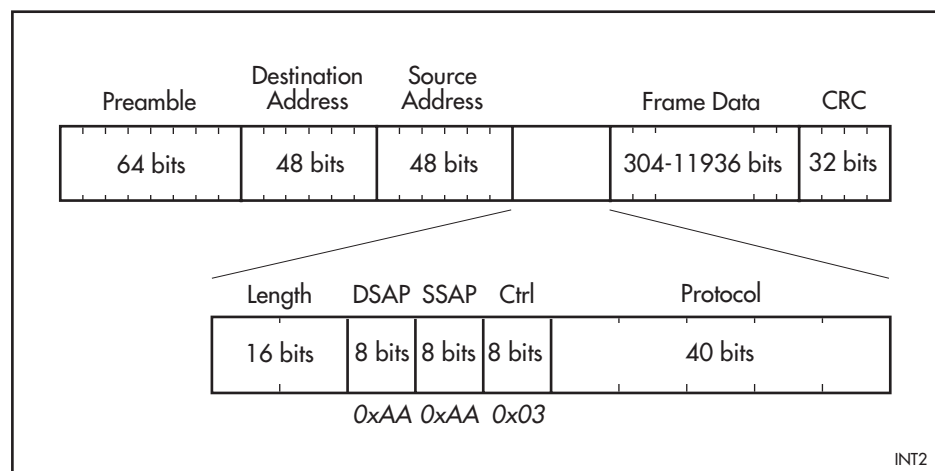 Preamble Destination Address Source Address Frame Data CRC
64 bits 48 bits 48 bits 304-11936 bits 32 bits
Length DSAP SSAP Ctrl Protocol
16 bits 8 bits 8 bits 8 bits 40 bits
0xAA 0xAA 0x03
INT2